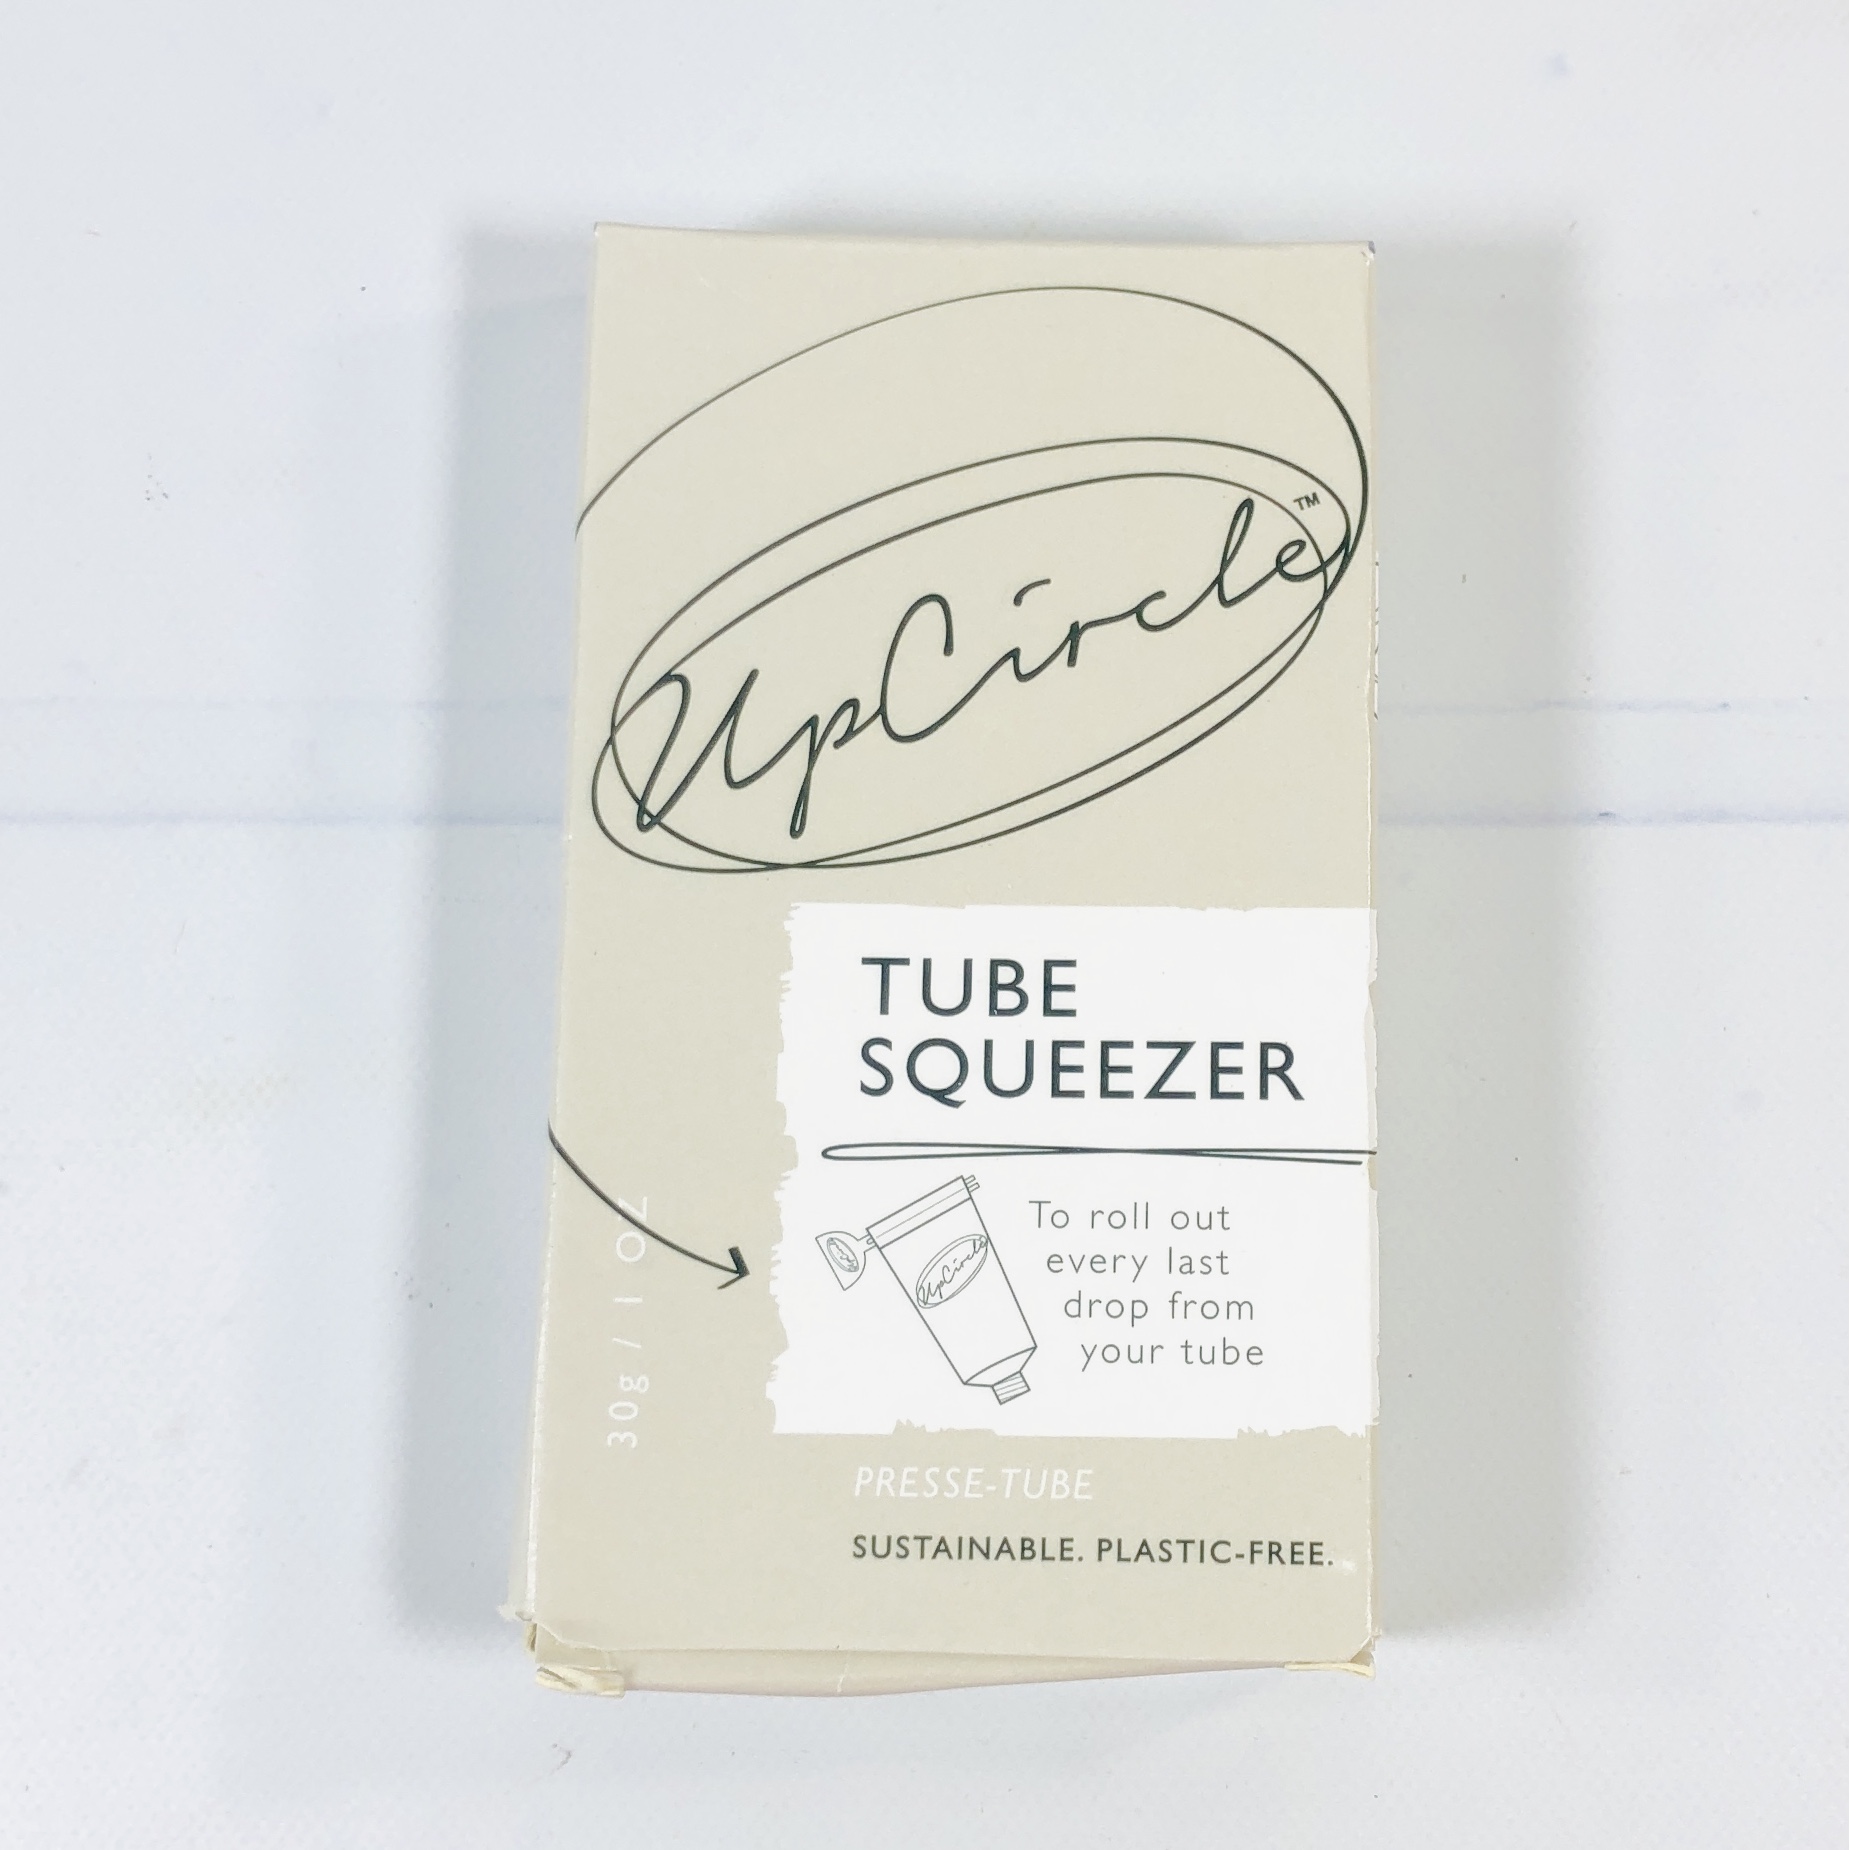 UpCircle™
TUBE
SQUEEZER
UpCircle
To roll out
every last
drop from
your tube
30g / 1 OZ
PRESSE-TUBE
SUSTAINABLE. PLASTIC-FREE.